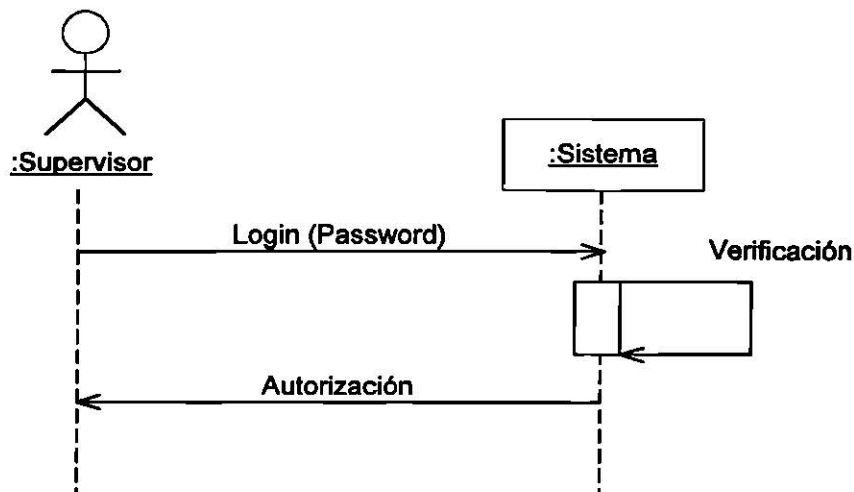 :Supervisor
:Sistema
Login (Password)
Verificación
Autorización